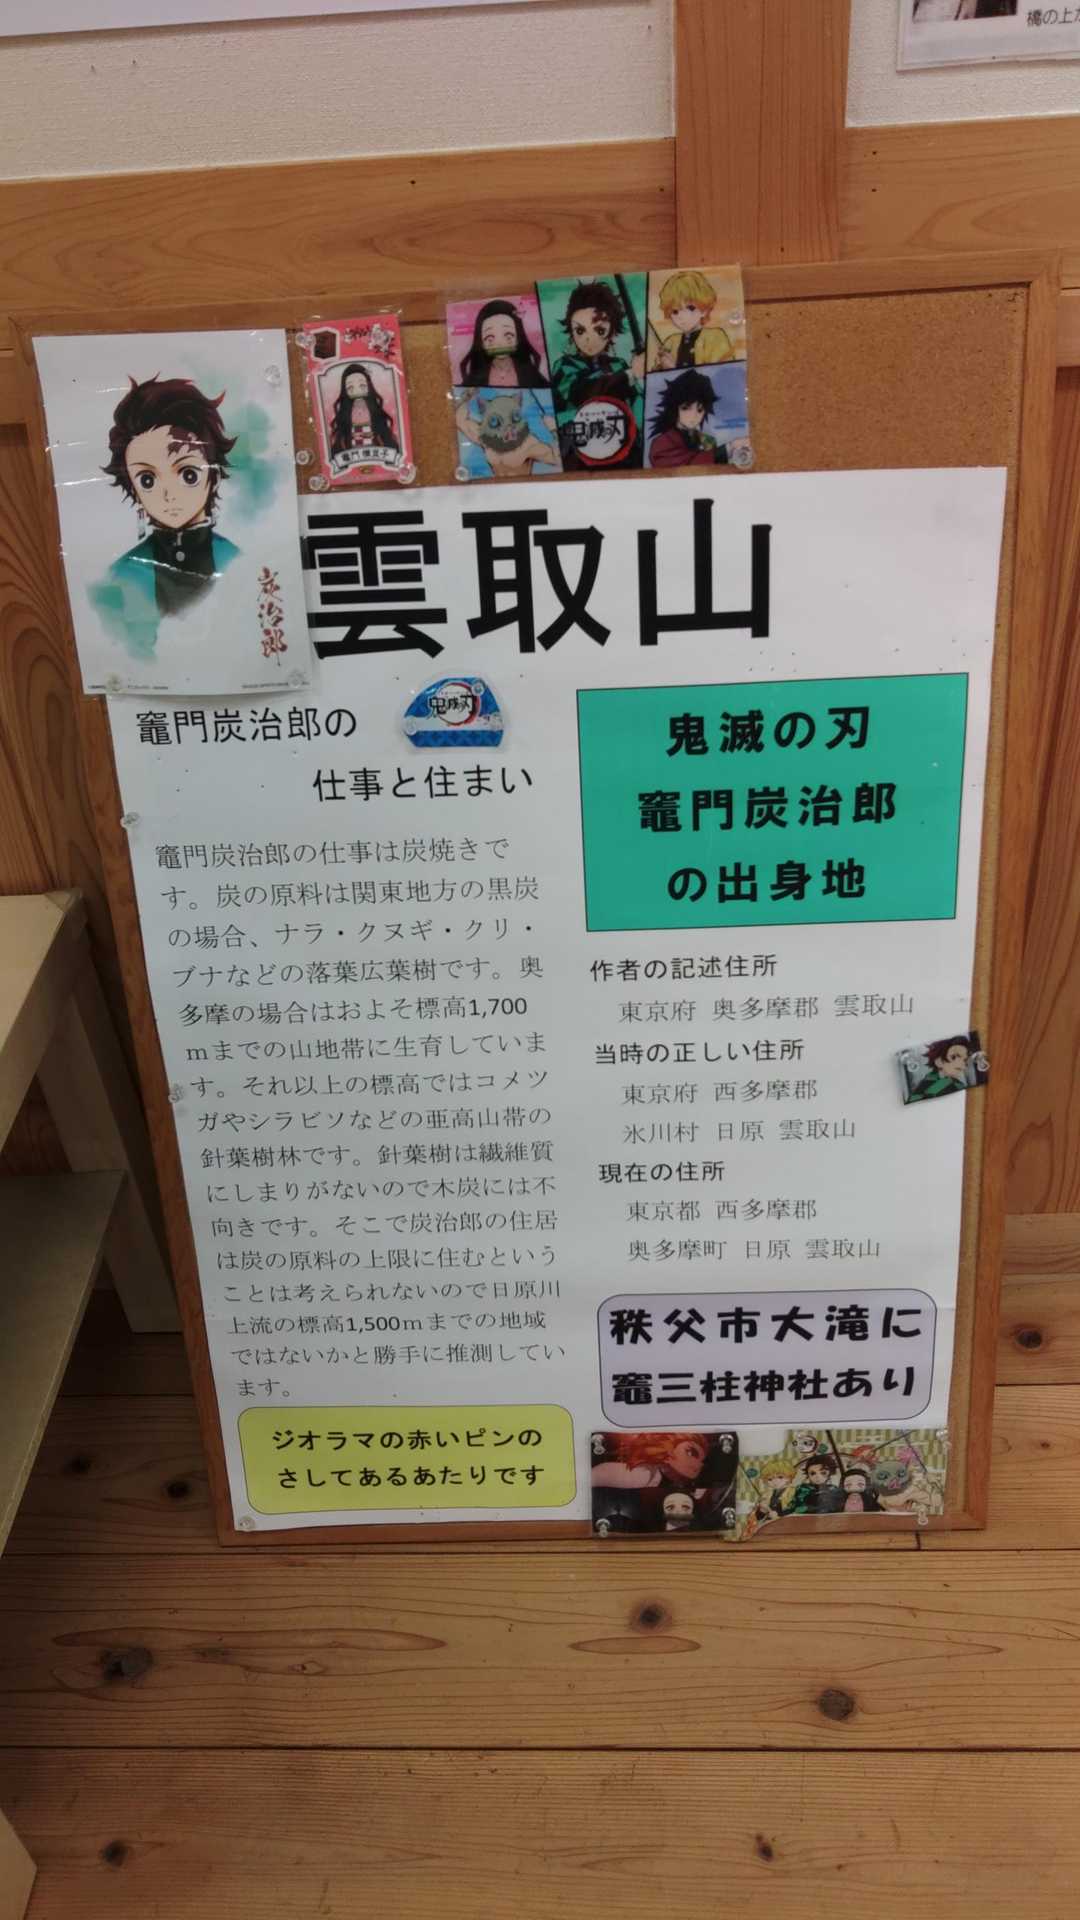 橋の上か
竈門禰豆子
鬼滅の刃
炭治郎
雲取山
鬼滅の刃
竈門炭治郎の
仕事と住まい
竈門炭治郎の仕事は炭焼きで
す。炭の原料は関東地方の黒炭
の場合、ナラ・クヌギ・クリ・
ブナなどの落葉広葉樹です。奥
多摩の場合はおよそ標高1,700
ｍまでの山地帯に生育していま
す。それ以上の標高ではコメツ
ガやシラビソなどの亜高山帯の
針葉樹林です。針葉樹は繊維質
にしまりがないので木炭には不
向きです。そこで炭治郎の住居
は炭の原料の上限に住むという
ことは考えられないので日原川
上流の標高1,500ｍまでの地域
ではないかと勝手に推測してい
ます。
ジオラマの赤いピンの
さしてあるあたりです
鬼滅の刃
竈門炭治郎
の出身地
作者の記述住所
東京府 奥多摩郡 雲取山
当時の正しい住所
東京府 西多摩郡
氷川村 日原 雲取山
現在の住所
東京都 西多摩郡
奥多摩町 日原 雲取山
秩父市大滝に
竈三柱神社あり